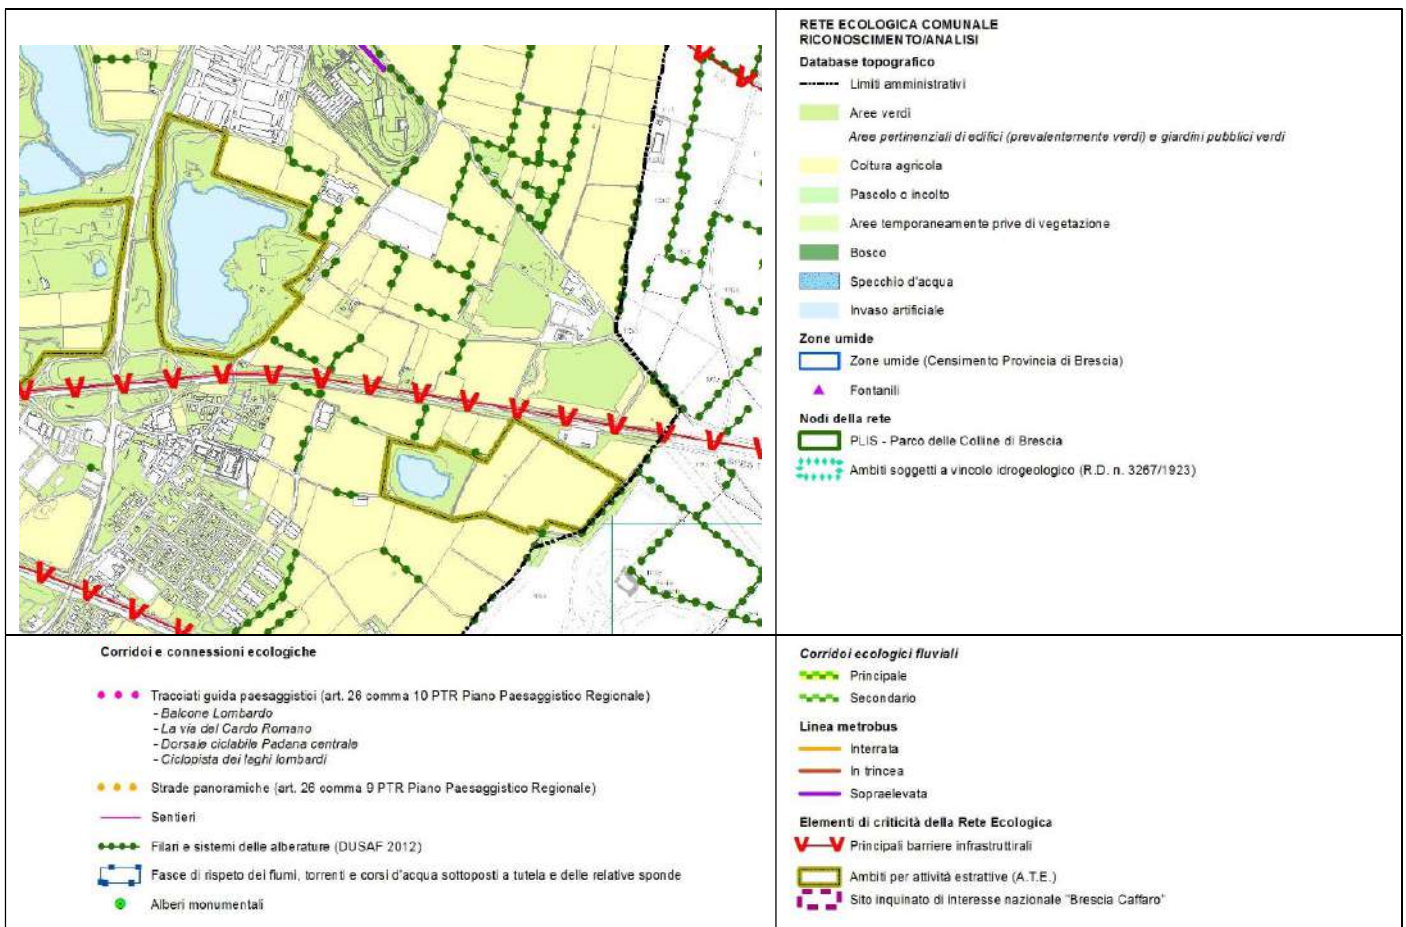 RETE ECOLOGICA COMUNALE
RICONOSCIMENTO/ANALISI
Database topografico
Limiti amministrativi
Aree verdi
Aree pertinenziali di edifici (prevalentemente verdi) e giardini pubblici verdi
Coltura agricola
Pascolo o incolto
Aree temporaneamente prive di vegetazione
Bosco
Specchio d'acqua
Invaso artificiale
Zone umide
Zone umide (Censimento Provincia di Brescia)
Fontanili
Nodi della rete
PLIS - Parco delle Colline di Brescia
Ambiti soggetti a vincolo idrogeologico (R.D. n. 3267/1923)
Corridoi e connessioni ecologiche
Tracciati guida paesaggistici (art. 26 comma 10 PTR Piano Paesaggistico Regionale)
- Balcone Lombardo
- La via del Cardo Romano
- Dorsale ciclabile Padana centrale
- Ciclopista dei laghi lombardi
Strade panoramiche (art. 26 comma 9 PTR Piano Paesaggistico Regionale)
Sentieri
Filari e sistemi delle alberature (DUSAF 2012)
Fasce di rispeto dei fiumi, torrenti e corsi d'acqua sottoposti a tutela e delle relative sponde
Alberi monumentali
Corridoi ecologici fluviali
Principale
Secondario
Linea metrobus
Interrata
In trincea
Sopraelevata
Elementi di criticità della Rete Ecologica
Principali barriere infrastruttirali
Ambiti per attività estrattive (A.T.E.)
Sito inquinato di interesse nazionale "Brescia Caffaro"